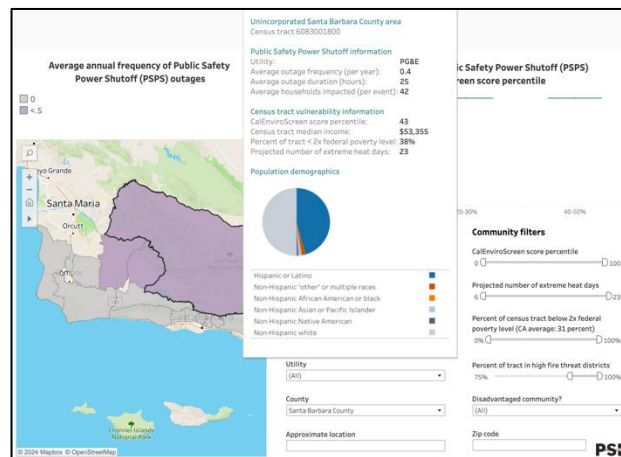 Unincorporated Santa Barbara County area
Census tract 6083001800
Public Safety Power Shutoff information
Utility: PG&E
Average outage frequency (per year): 0.4
Average outage duration (hours): 25
Average households impacted (per event): 42
Census tract vulnerability information
CalEnviroScreen score percentile: 43
Census tract median income: $53,355
Percent of tract < 2x federal poverty level: 38%
Projected number of extreme heat days: 23
Population demographics
Hispanic or Latino
Non-Hispanic 'other' or multiple races
Non-Hispanic African American or black
Non-Hispanic Asian or Pacific Islander
Non-Hispanic Native American
Non-Hispanic white
Average annual frequency of Public Safety
Power Shutoff (PSPS) outages
0
<.5
Grande
Santa Maria
Orcutt
Channel Islands
National Park
© 2024 Mapbox © OpenStreetMap
Safety Power Shutoff (PSPS)
een score percentile
20-30%
40-50%
Utility
(All)
County
Santa Barbara County
Approximate location
Community filters
CalEnviroScreen score percentile
0
100
Projected number of extreme heat days
6
23
Percent of census tract below 2x federal
poverty level (CA average: 31 percent)
0%
100%
Percent of tract in high fire threat districts
75%
100%
Disadvantaged community?
(All)
Zip code
PS